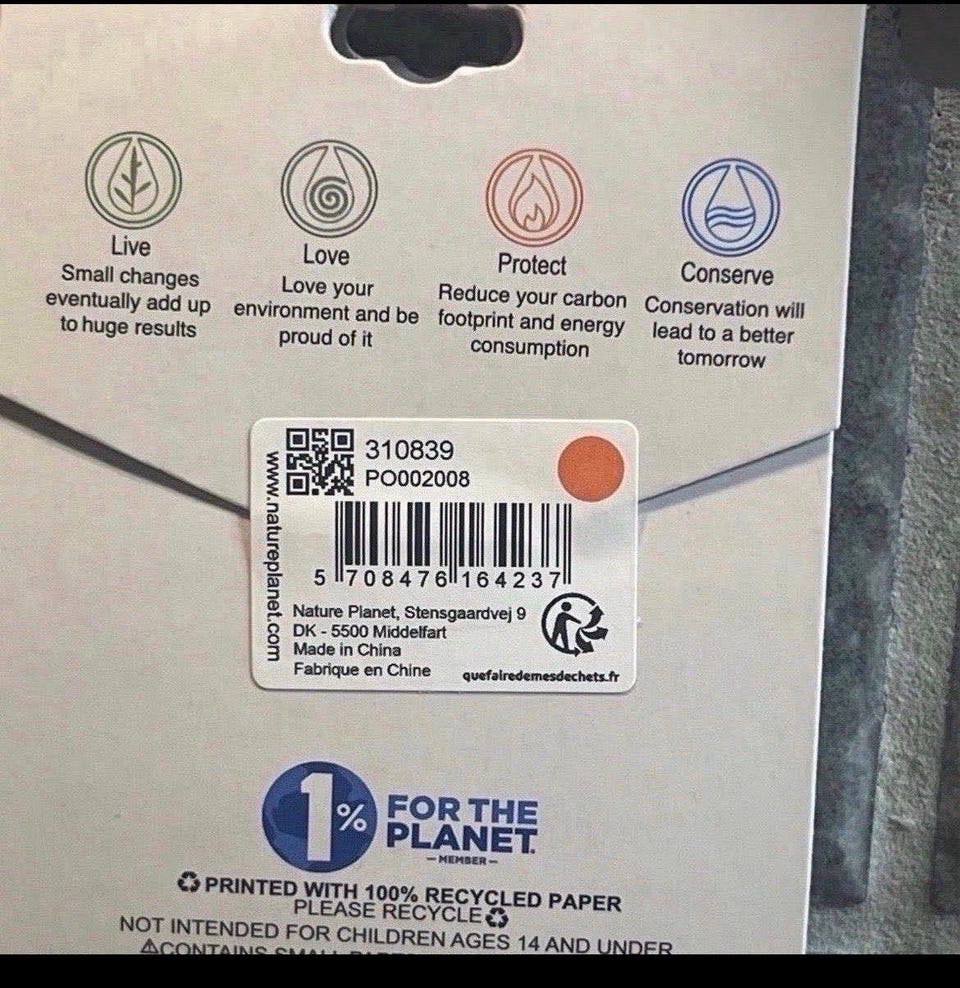 Live
Small changes
eventually add up
to huge results
Love
Love your
environment and be
proud of it
Protect
Reduce your carbon
footprint and energy
consumption
Conserve
Conservation will
lead to a better
tomorrow
www.natureplanet.com
310839
PO002008
5 708476 164237
Nature Planet, Stensgaardvej 9
DK - 5500 Middelfart
Made in China
Fabrique en Chine
quefairedemesdechets.fr
1%
FOR THE
PLANET.
- MEMBER -
PRINTED WITH 100% RECYCLED PAPER
PLEASE RECYCLE
NOT INTENDED FOR CHILDREN AGES 14 AND UNDER
CONTAINS SMALL